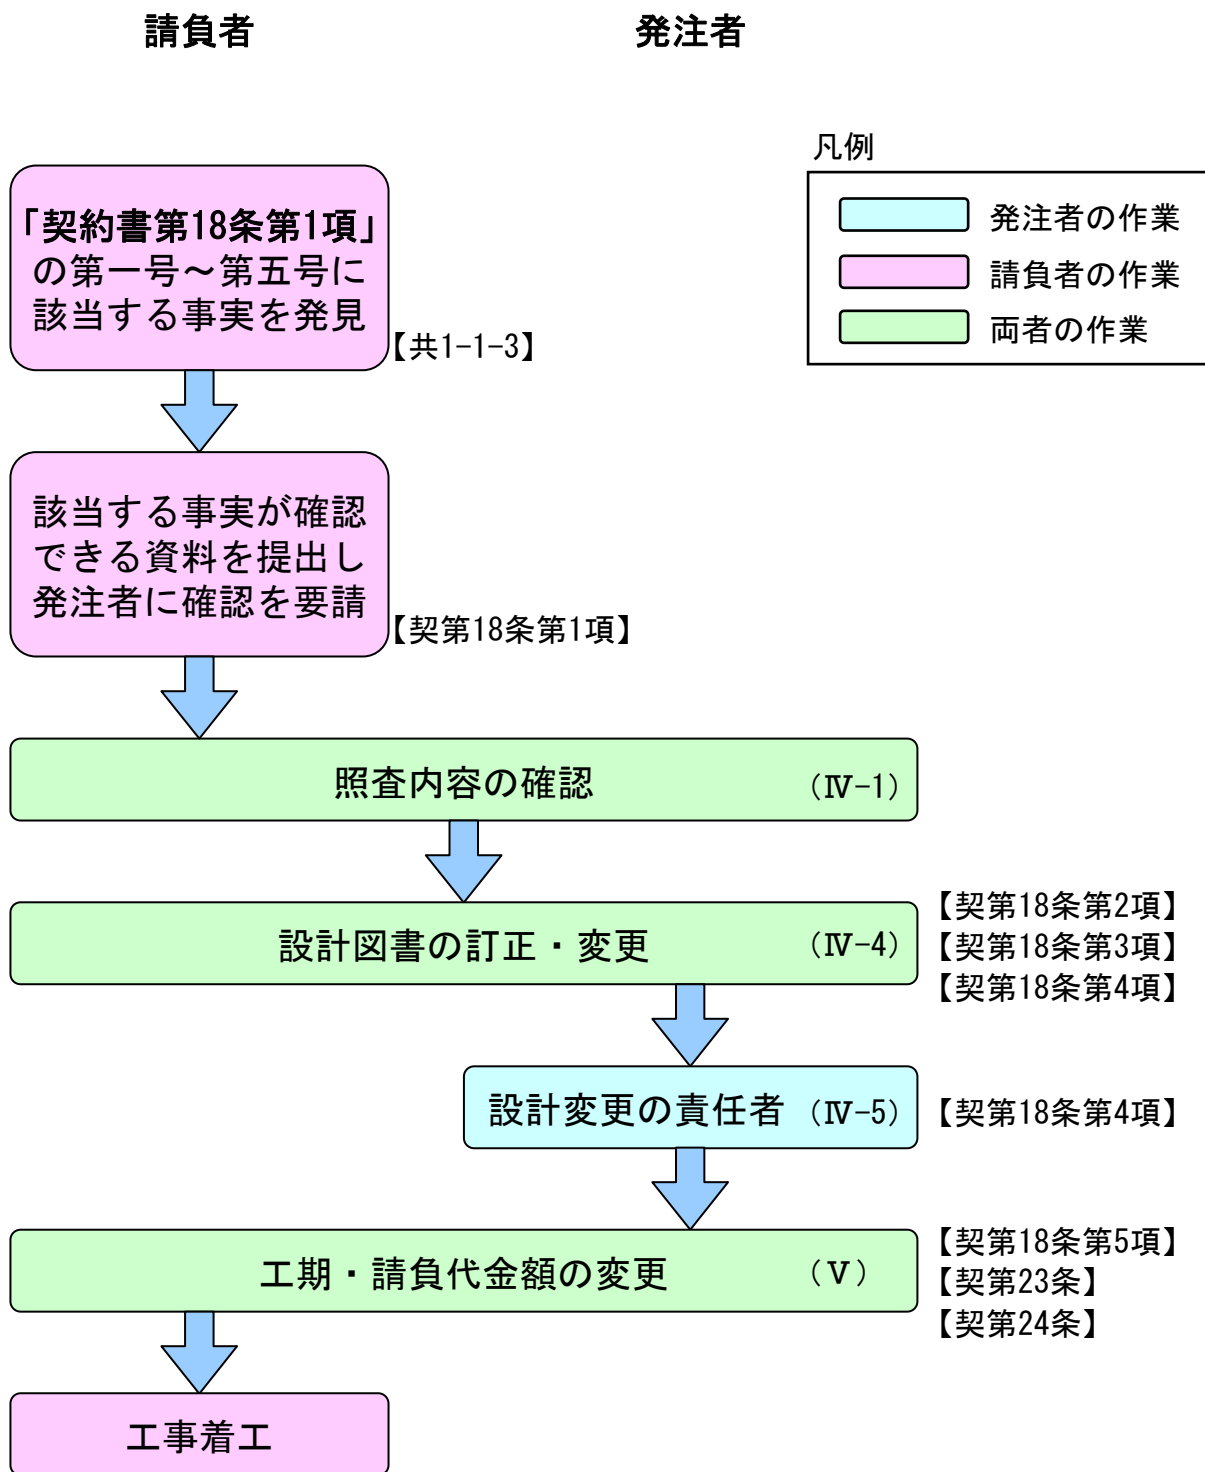 請負者
発注者
凡例
発注者の作業
請負者の作業
両者の作業
「契約書第18条第1項」
の第一号～第五号に
該当する事実を発見
【共1-1-3】
該当する事実が確認
できる資料を提出し
発注者に確認を要請
【契第18条第1項】
照査内容の確認 (Ⅳ-1)
設計図書の訂正・変更 (Ⅳ-4)
【契第18条第2項】
【契第18条第3項】
【契第18条第4項】
設計変更の責任者 (Ⅳ-5)
【契第18条第4項】
工期・請負代金額の変更 (Ⅴ)
【契第18条第5項】
【契第23条】
【契第24条】
工事着工